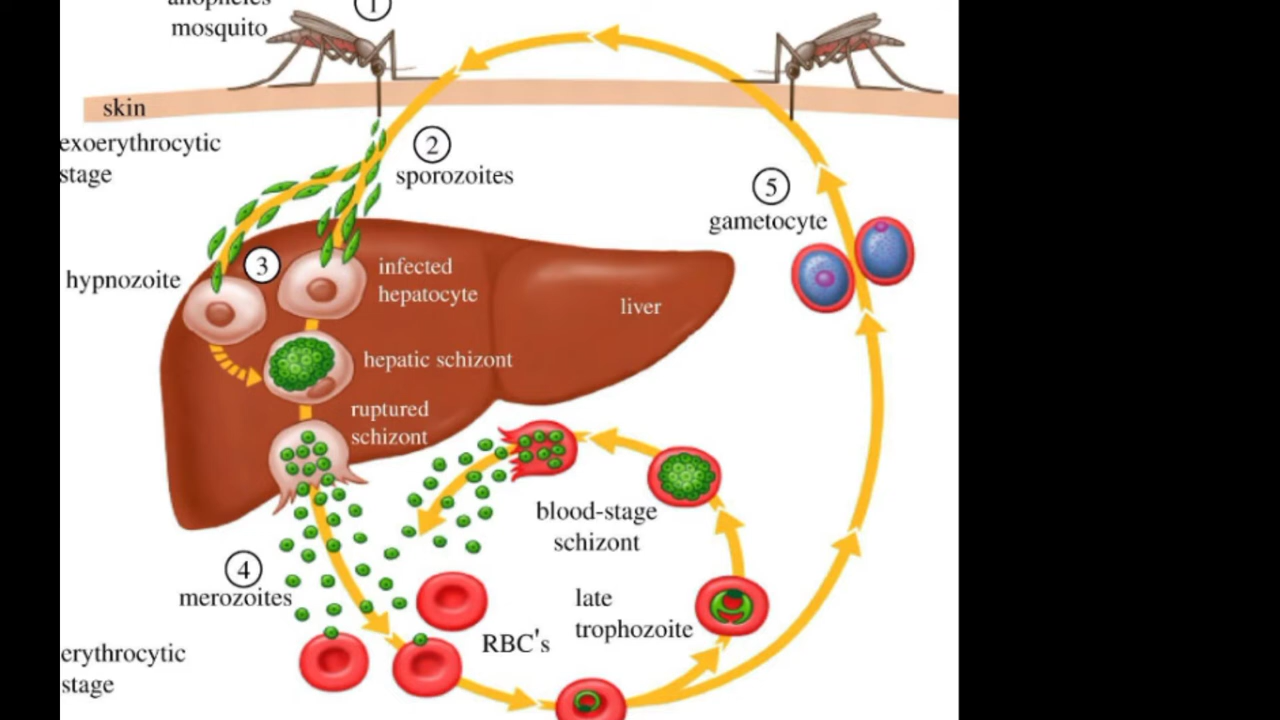 anopheles
mosquito
1
skin
exoerythrocytic
stage
2
sporozoites
5
gametocyte
hypnozoite
3
infected
hepatocyte
liver
hepatic schizont
ruptured
schizont
blood-stage
schizont
4
merozoites
late
trophozoite
RBC's
erythrocytic
stage